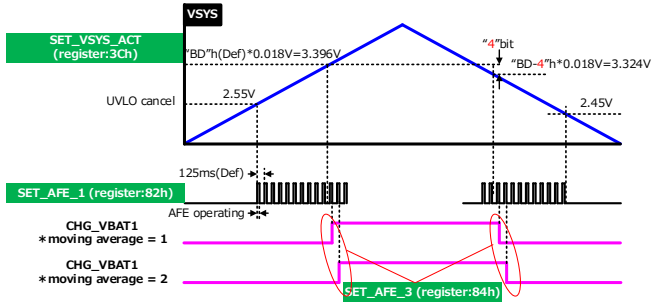 VSYS
SET_VSYS_ACT
(register:3Ch)
"BD"h(Def)*0.018V=3.396V
"4"bit
"BD-4"h*0.018V=3.324V
UVLO cancel
2.55V
2.45V
125ms(Def)
SET_AFE_1 (register:82h)
AFE operating
CHG_VBAT1
*moving average = 1
CHG_VBAT1
*moving average = 2
SET_AFE_3 (register:84h)